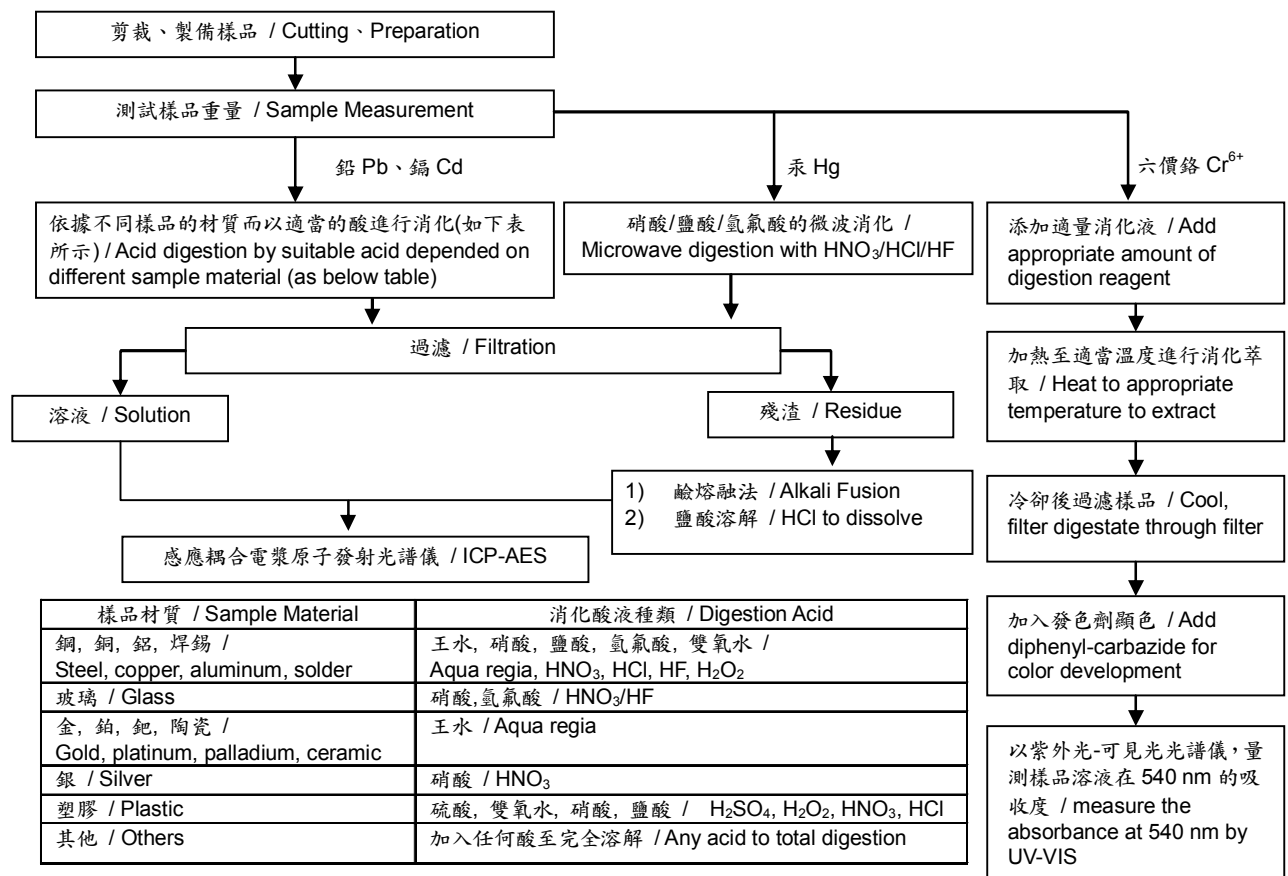 剪裁、製備樣品 / Cutting、Preparation
測試樣品重量 / Sample Measurement
鉛 Pb、鎘 Cd
汞 Hg
六價鉻 Cr⁶⁺
依據不同樣品的材質而以適當的酸進行消化(如下表
所示) / Acid digestion by suitable acid depended on
different sample material (as below table)
硝酸/鹽酸/氫氟酸的微波消化 /
Microwave digestion with HNO₃/HCl/HF
添加適量消化液 / Add
appropriate amount of
digestion reagent
過濾 / Filtration
加熱至適當溫度進行消化萃
取 / Heat to appropriate
temperature to extract
溶液 / Solution
殘渣 / Residue
1) 鹼熔融法 / Alkali Fusion
2) 鹽酸溶解 / HCl to dissolve
冷卻後過濾樣品 / Cool,
filter digestate through filter
感應耦合電漿原子發射光譜儀 / ICP-AES
加入發色劑顯色 / Add
diphenyl-carbazide for
color development
以紫外光-可見光光譜儀，量
測樣品溶液在 540 nm 的吸
收度 / measure the
absorbance at 540 nm by
UV-VIS
樣品材質 / Sample Material
消化酸液種類 / Digestion Acid
鋼, 銅, 鋁, 焊錫 /
Steel, copper, aluminum, solder
王水, 硝酸, 鹽酸, 氫氟酸, 雙氧水 /
Aqua regia, HNO₃, HCl, HF, H₂O₂
玻璃 / Glass
硝酸,氫氟酸 / HNO₃/HF
金, 鉑, 鈀, 陶瓷 /
Gold, platinum, palladium, ceramic
王水 / Aqua regia
銀 / Silver
硝酸 / HNO₃
塑膠 / Plastic
硫酸, 雙氧水, 硝酸, 鹽酸 / H₂SO₄, H₂O₂, HNO₃, HCl
其他 / Others
加入任何酸至完全溶解 / Any acid to total digestion